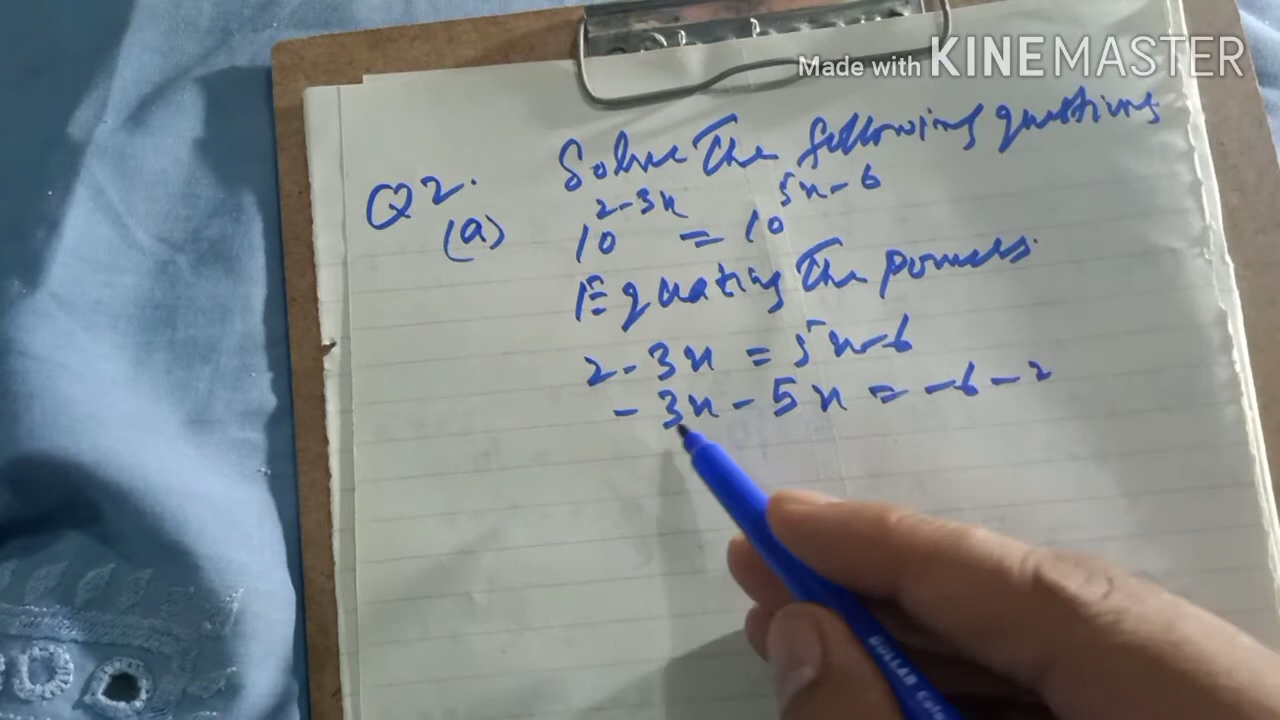 Made with KINEMASTER
Q2. Solve The following questions
(a) 10^{2-3x} = 10^{5x-6}
Equating The powers.
2-3x = 5x-6
-3x-5x = -6-2
DOLLAR